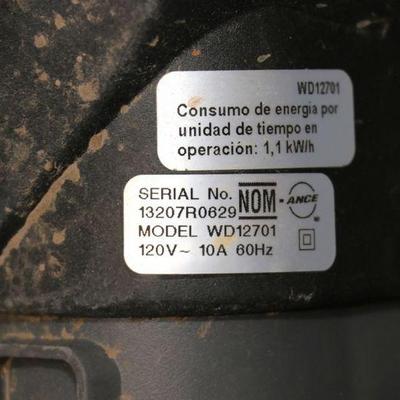 WD12701
Consumo de energia por
unidad de tiempo en
operación: 1,1 kW/h
SERIAL No. NOM-ANCE
13207R0629
MODEL WD12701
120V~ 10A 60Hz